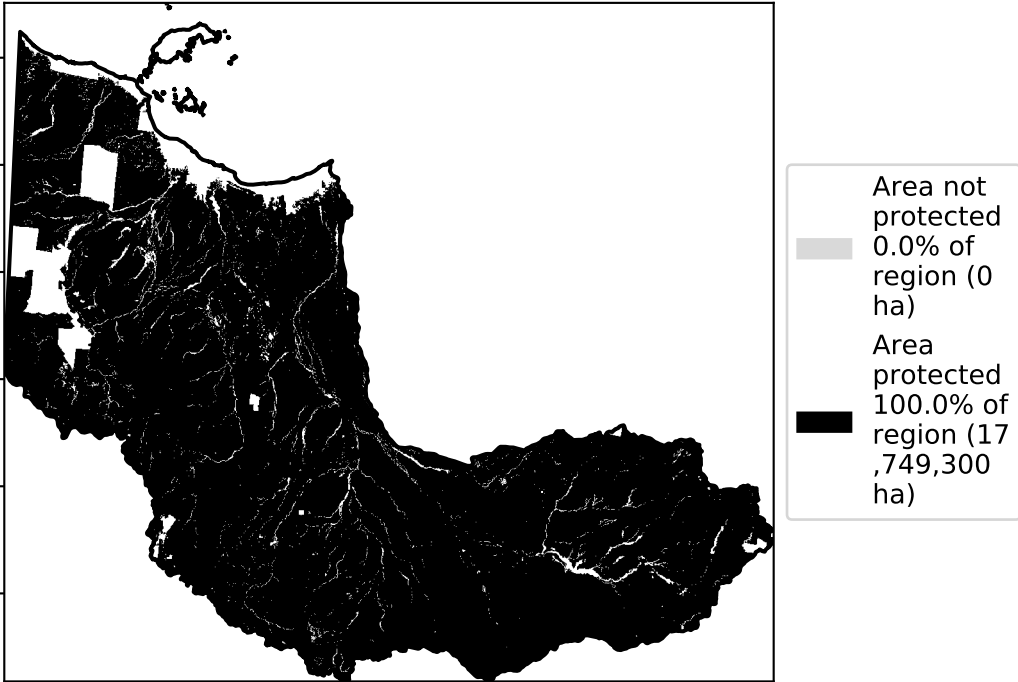 Area not
protected
0.0% of
region (0
ha)
Area
protected
100.0% of
region (17
,749,300
ha)